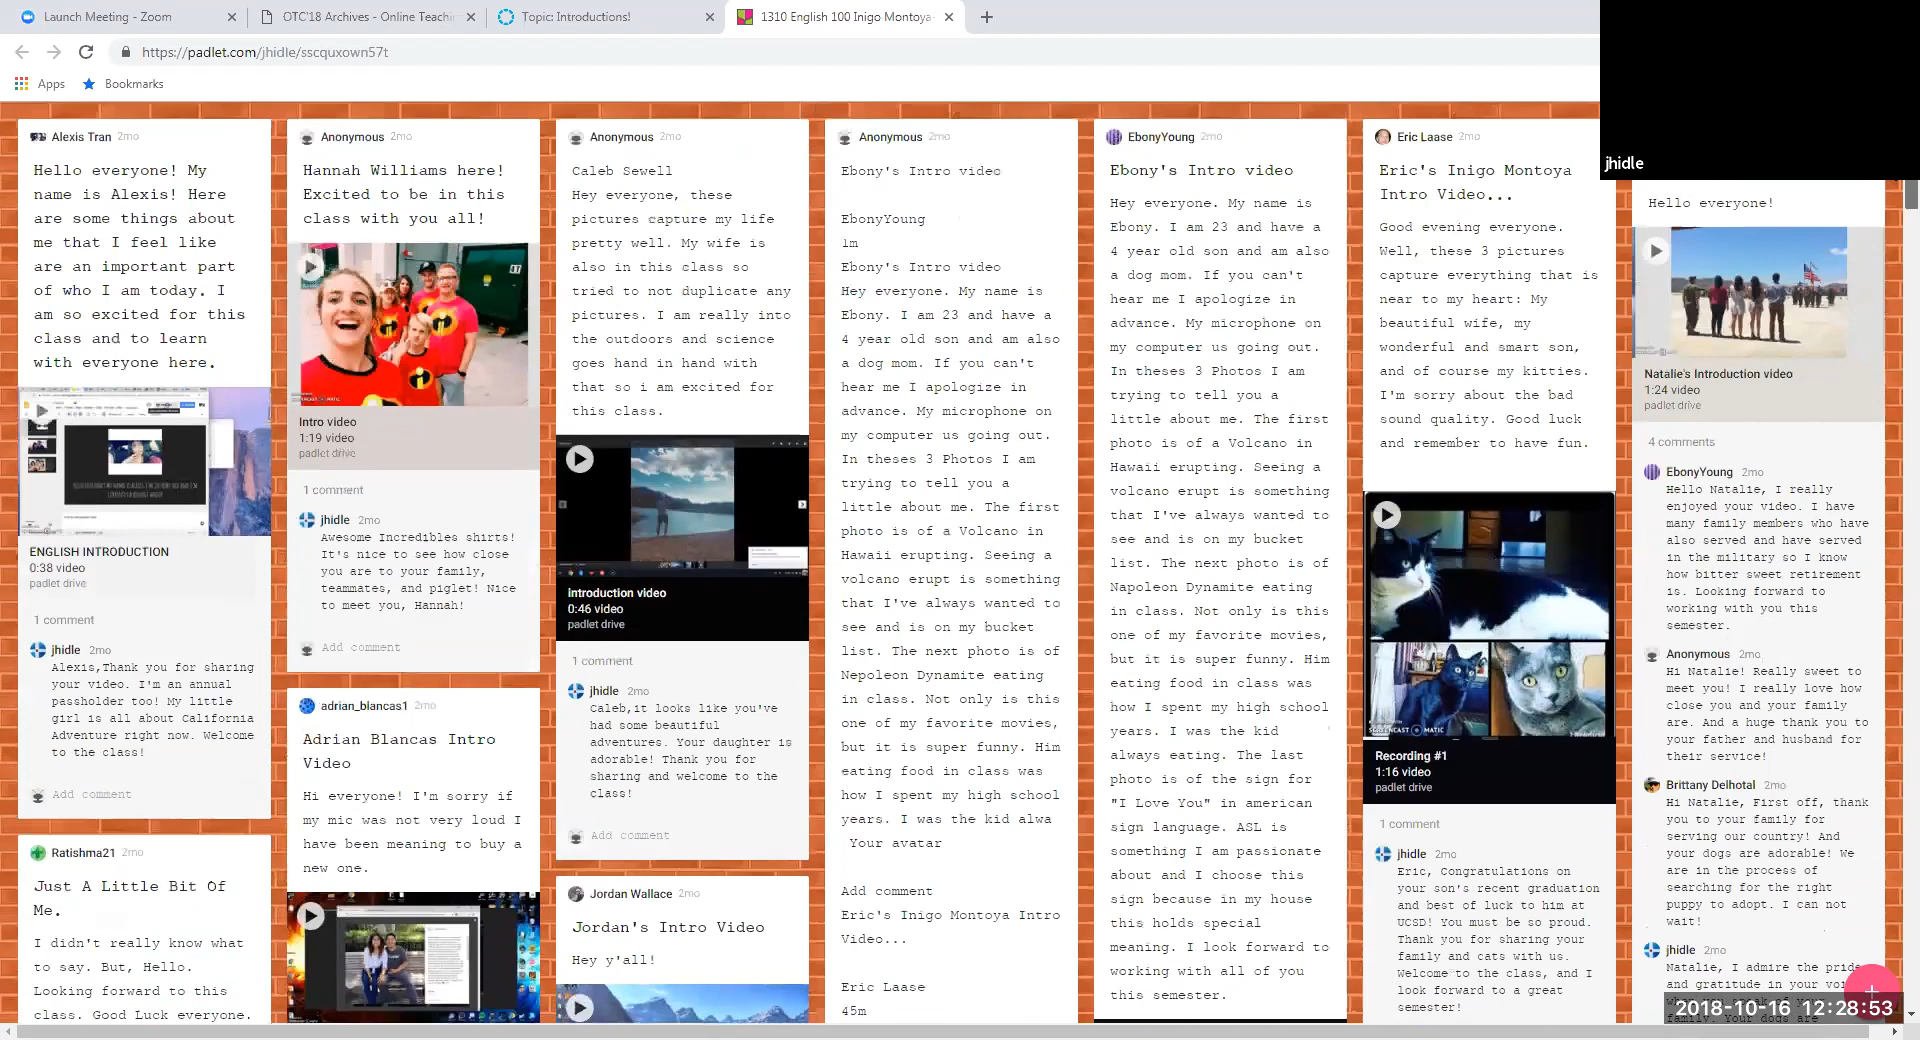 Launch Meeting - Zoom
OTC'18 Archives - Online Teachin
Topic: Introductions!
1310 English 100 Inigo Montoya
https://padlet.com/jhidle/sscquxown57t
Apps
Bookmarks
jhidle
Alexis Tran 2mo
Hello everyone! My
name is Alexis! Here
are some things about
me that I feel like
are an important part
of who I am today. I
am so excited for this
class and to learn
with everyone here.
ENGLISH INTRODUCTION
0:38 video
padlet drive
1 comment
jhidle 2mo
Alexis,Thank you for sharing
your video. I'm an annual
passholder too! My little
girl is all about California
Adventure right now. Welcome
to the class!
Add comment
Ratishma21 2mo
Just A Little Bit Of
Me.
I didn't really know what
to say. But, Hello.
Looking forward to this
class. Good Luck everyone.
Anonymous 2mo
Hannah Williams here!
Excited to be in this
class with you all!
Intro video
1:19 video
padlet drive
1 comment
jhidle 2mo
Awesome Incredibles shirts!
It's nice to see how close
you are to your family,
teammates, and piglet! Nice
to meet you, Hannah!
Add comment
adrian_blancas1 2mo
Adrian Blancas Intro
Video
Hi everyone! I'm sorry if
my mic was not very loud I
have been meaning to buy a
new one.
Anonymous 2mo
Caleb Sewell
Hey everyone, these
pictures capture my life
pretty well. My wife is
also in this class so
tried to not duplicate any
pictures. I am really into
the outdoors and science
goes hand in hand with
that so i am excited for
this class.
introduction video
0:46 video
padlet drive
1 comment
jhidle 2mo
Caleb,it looks like you've
had some beautiful
adventures. Your daughter is
adorable! Thank you for
sharing and welcome to the
class!
Add comment
Jordan Wallace 2mo
Jordan's Intro Video
Hey y'all!
Anonymous 2mo
Ebony's Intro video
EbonyYoung
1m
Ebony's Intro video
Hey everyone. My name is
Ebony. I am 23 and have a
4 year old son and am also
a dog mom. If you can't
hear me I apologize in
advance. My microphone on
my computer us going out.
In theses 3 Photos I am
trying to tell you a
little about me. The first
photo is of a Volcano in
Hawaii erupting. Seeing a
volcano erupt is something
that I've always wanted to
see and is on my bucket
list. The next photo is of
Nepoleon Dynamite eating
in class. Not only is this
one of my favorite movies,
but it is super funny. Him
eating food in class was
how I spent my high school
years. I was the kid alwa
Your avatar
Add comment
Eric's Inigo Montoya Intro
Video...
Eric Laase
45m
EbonyYoung 2mo
Ebony's Intro video
Hey everyone. My name is
Ebony. I am 23 and have a
4 year old son and am also
a dog mom. If you can't
hear me I apologize in
advance. My microphone on
my computer us going out.
In theses 3 Photos I am
trying to tell you a
little about me. The first
photo is of a Volcano in
Hawaii erupting. Seeing a
volcano erupt is something
that I've always wanted to
see and is on my bucket
list. The next photo is of
Napoleon Dynamite eating
in class. Not only is this
one of my favorite movies,
but it is super funny. Him
eating food in class was
how I spent my high school
years. I was the kid
always eating. The last
photo is of the sign for
"I Love You" in american
sign language. ASL is
something I am passionate
about and I choose this
sign because in my house
this holds special
meaning. I look forward to
working with all of you
this semester.
Eric Laase 2mo
Eric's Inigo Montoya
Intro Video...
Good evening everyone.
Well, these 3 pictures
capture everything that is
near to my heart: My
beautiful wife, my
wonderful and smart son,
and of course my kitties.
I'm sorry about the bad
sound quality. Good luck
and remember to have fun.
SCREENCAST MATIC
Recording #1
1:16 video
padlet drive
1 comment
jhidle 2mo
Eric, Congratulations on
your son's recent graduation
and best of luck to him at
UCSD! You must be so proud.
Thank you for sharing your
family and cats with us.
Welcome to the class, and I
look forward to a great
semester!
Hello everyone!
Natalie's Introduction video
1:24 video
padlet drive
4 comments
EbonyYoung 2mo
Hello Natalie, I really
enjoyed your video. I have
many family members who have
also served and have served
in the military so I know
how bitter sweet retirement
is. Looking forward to
working with you this
semester.
Anonymous 2mo
Hi Natalie! Really sweet to
meet you! I really love how
close you and your family
are. And a huge thank you to
your father and husband for
their service!
Brittany Delhotal 2mo
Hi Natalie, First off, thank
you to your family for
serving our country! And
your dogs are adorable! We
are in the process of
searching for the right
puppy to adopt. I can not
wait!
jhidle 2mo
Natalie, I admire the pride
and gratitude in your
2018-10-16 12:28:53